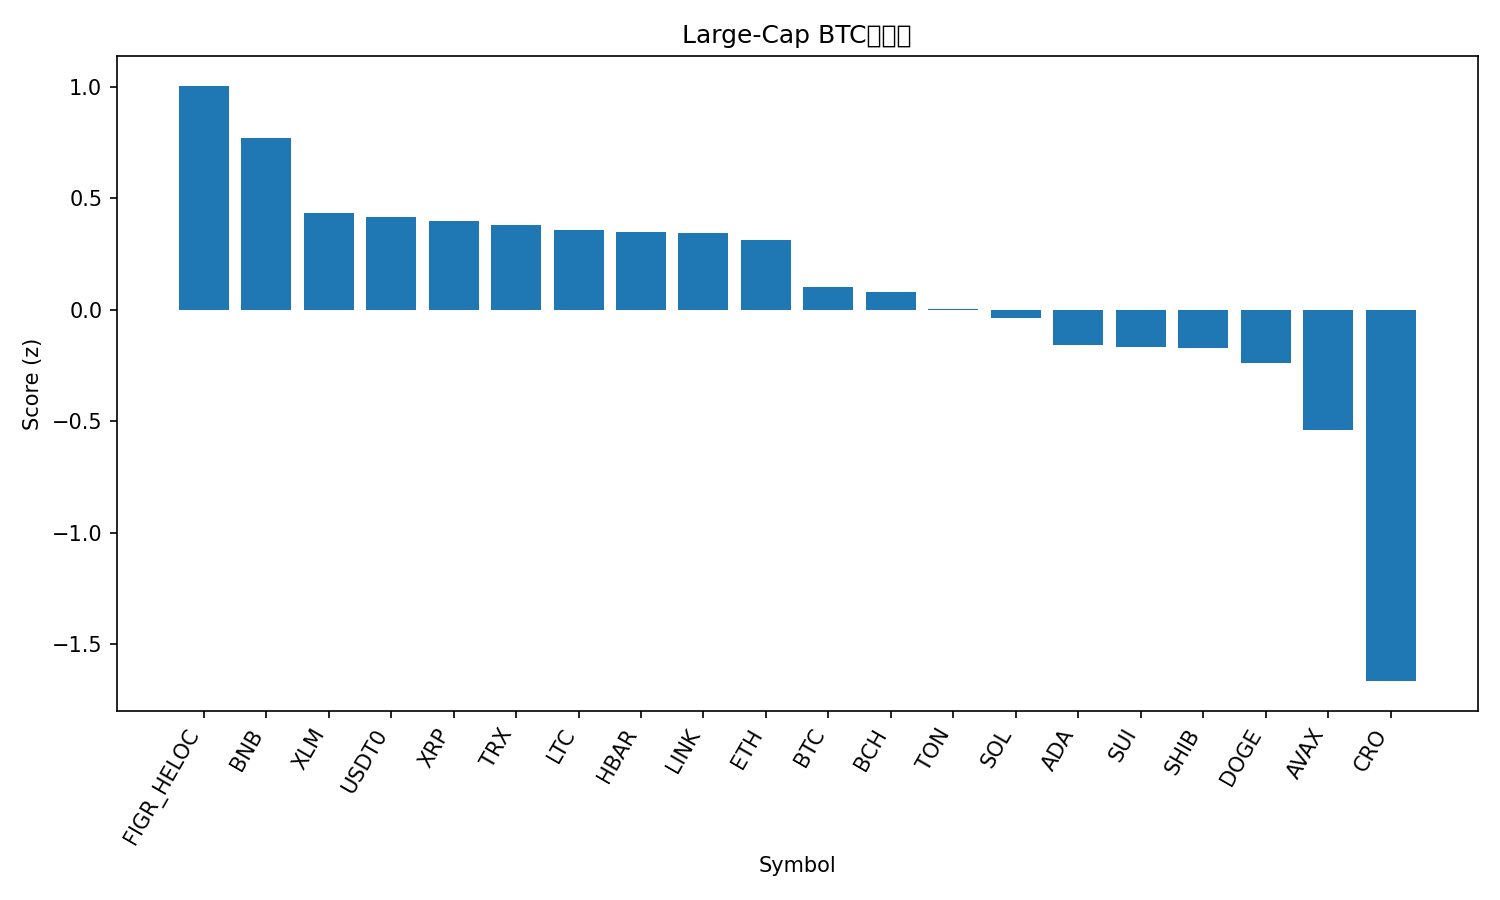 Large-Cap BTC
1.0
0.5
0.0
−0.5
−1.0
−1.5
Score (z)
FIGR_HELOC
BNB
XLM
USDT0
XRP
TRX
LTC
HBAR
LINK
ETH
BTC
BCH
TON
SOL
ADA
SUI
SHIB
DOGE
AVAX
CRO
Symbol